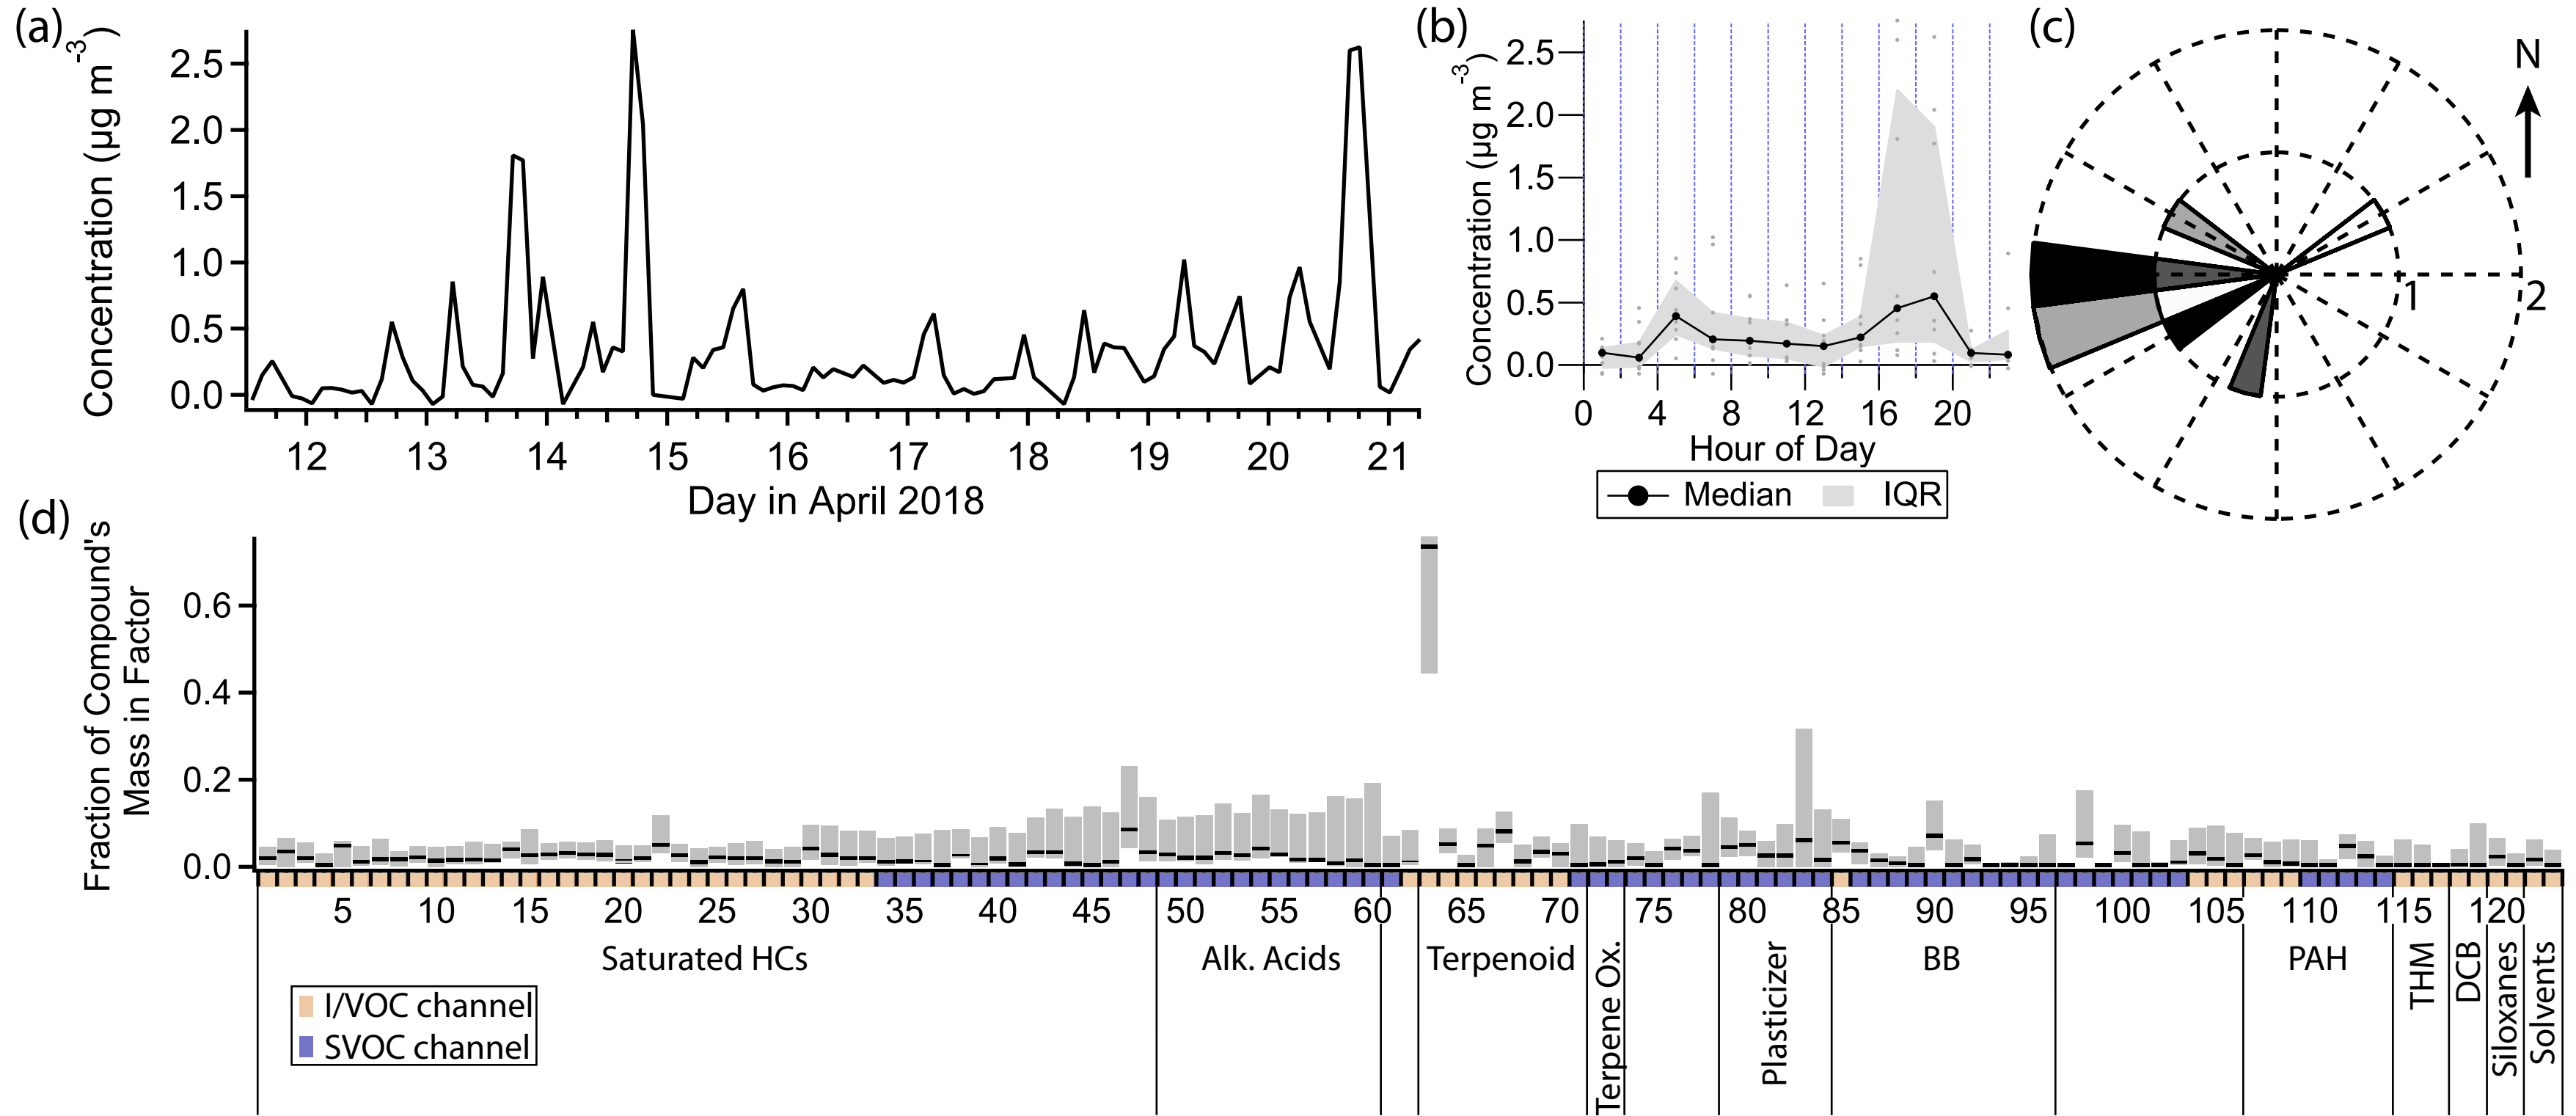 (a)
Concentration (µg m⁻³)
2.5
2.0
1.5
1.0
0.5
0.0
12 13 14 15 16 17 18 19 20 21
Day in April 2018
(b)
Concentration (µg m⁻³)
2.5
2.0
1.5
1.0
0.5
0.0
0 4 8 12 16 20
Hour of Day
Median IQR
(c)
N
1 2
(d)
Fraction of Compound's
Mass in Factor
0.6
0.4
0.2
0.0
5 10 15 20 25 30 35 40 45 50 55 60 65 70 75 80 85 90 95 100 105 110 115 120
Saturated HCs
Alk. Acids
Terpenoid
Terpene Ox.
Plasticizer
BB
PAH
THM
DCB
Siloxanes
Solvents
I/VOC channel
SVOC channel